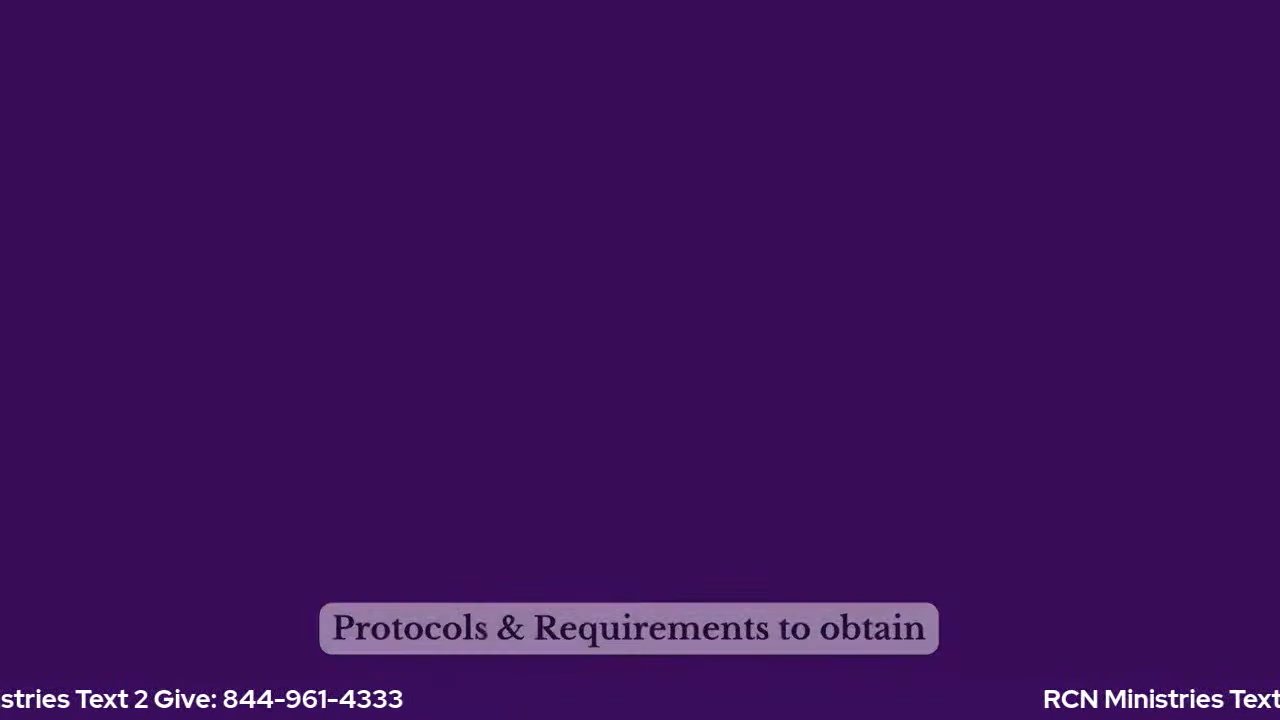 Protocols & Requirements to obtain
stries Text 2 Give: 844-961-4333 RCN Ministries Text